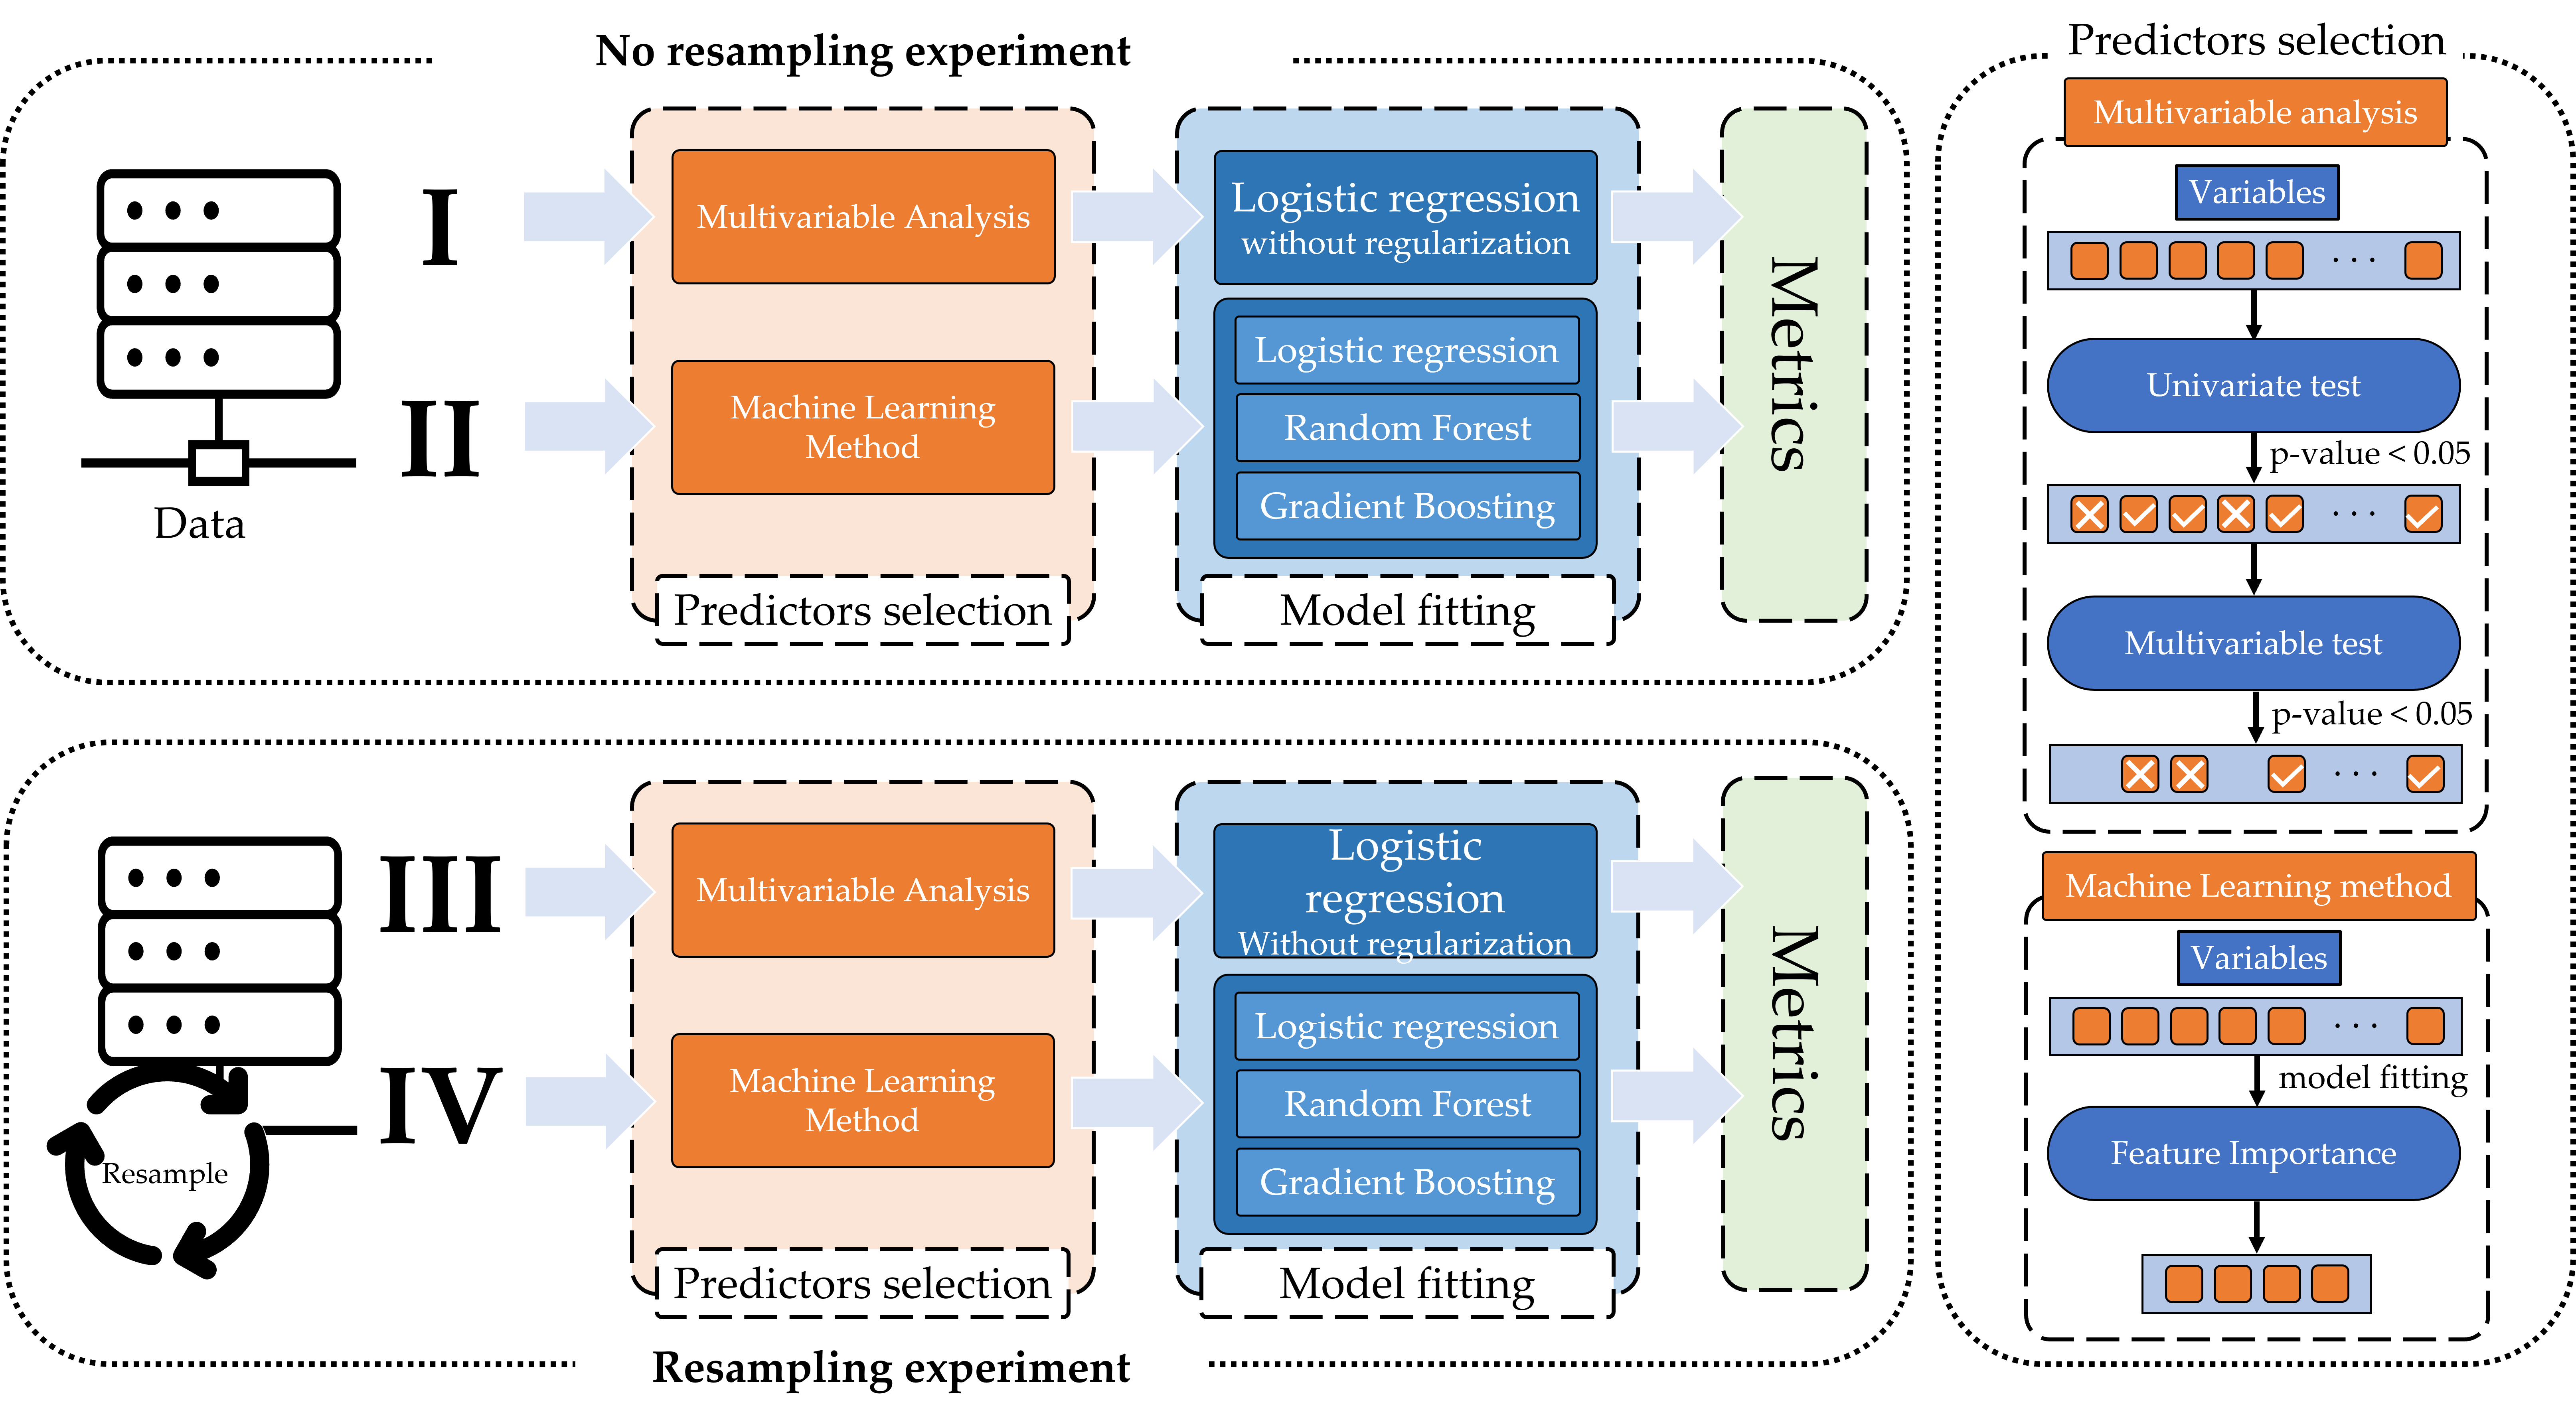 No resampling experiment
I
II
Data
Multivariable Analysis
Machine Learning
Method
Predictors selection
Logistic regression
without regularization
Logistic regression
Random Forest
Gradient Boosting
Model fitting
Metrics
III
IV
Resample
Multivariable Analysis
Machine Learning
Method
Predictors selection
Logistic
regression
Without regularization
Logistic regression
Random Forest
Gradient Boosting
Model fitting
Metrics
Resampling experiment
Predictors selection
Multivariable analysis
Variables
. . .
Univariate test
p-value < 0.05
. . .
Multivariable test
p-value < 0.05
. . .
Machine Learning method
Variables
. . .
model fitting
Feature Importance